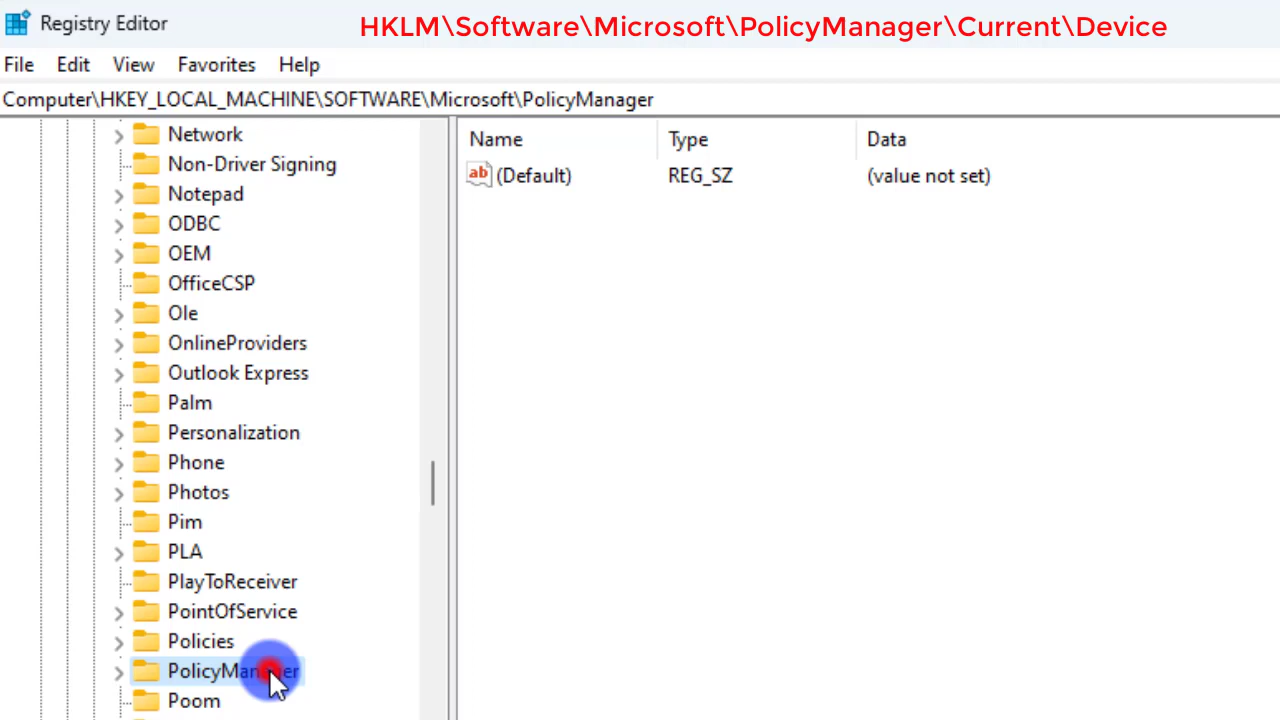 Registry Editor
HKLM\Software\Microsoft\PolicyManager\Current\Device
File Edit View Favorites Help
Computer\HKEY_LOCAL_MACHINE\SOFTWARE\Microsoft\PolicyManager
Name Type Data
ab (Default) REG_SZ (value not set)
Network
Non-Driver Signing
Notepad
ODBC
OEM
OfficeCSP
Ole
OnlineProviders
Outlook Express
Palm
Personalization
Phone
Photos
Pim
PLA
PlayToReceiver
PointOfService
Policies
PolicyManager
Poom